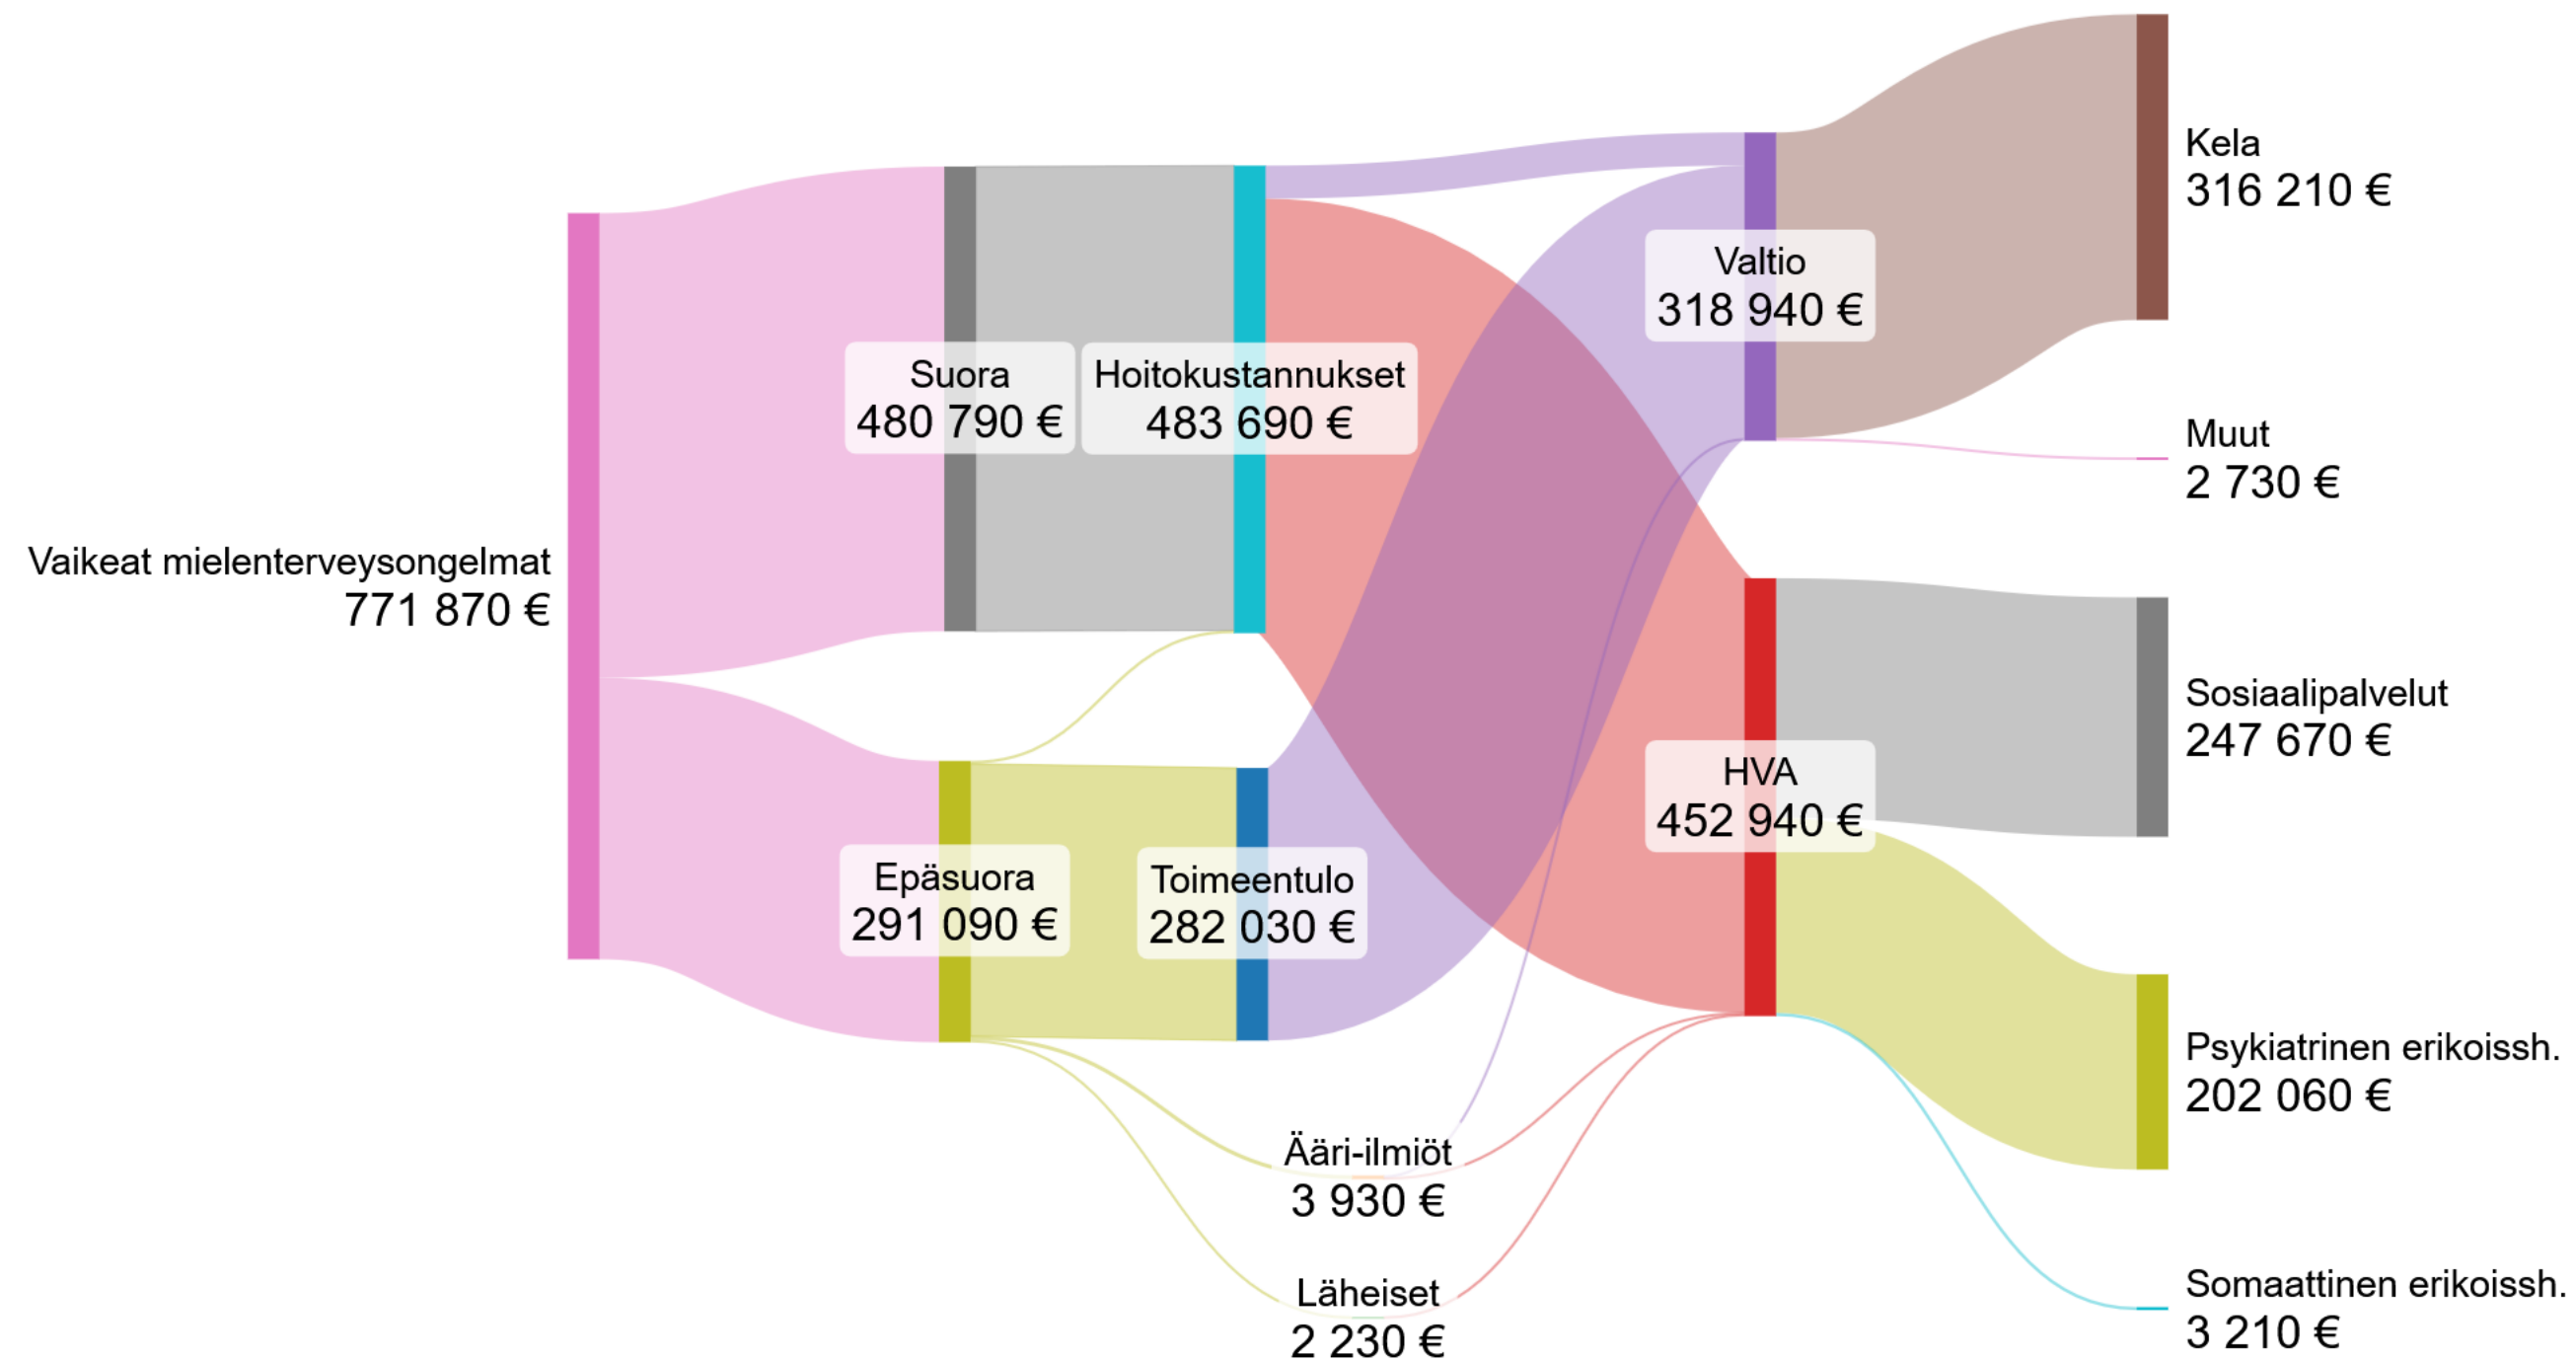 Vaikeat mielenterveysongelmat
771 870 €
Suora
480 790 €
Epäsuora
291 090 €
Hoitokustannukset
483 690 €
Toimeentulo
282 030 €
Ääri-ilmiöt
3 930 €
Läheiset
2 230 €
Valtio
318 940 €
HVA
452 940 €
Kela
316 210 €
Muut
2 730 €
Sosiaalipalvelut
247 670 €
Psykiatrinen erikoissh.
202 060 €
Somaattinen erikoissh.
3 210 €